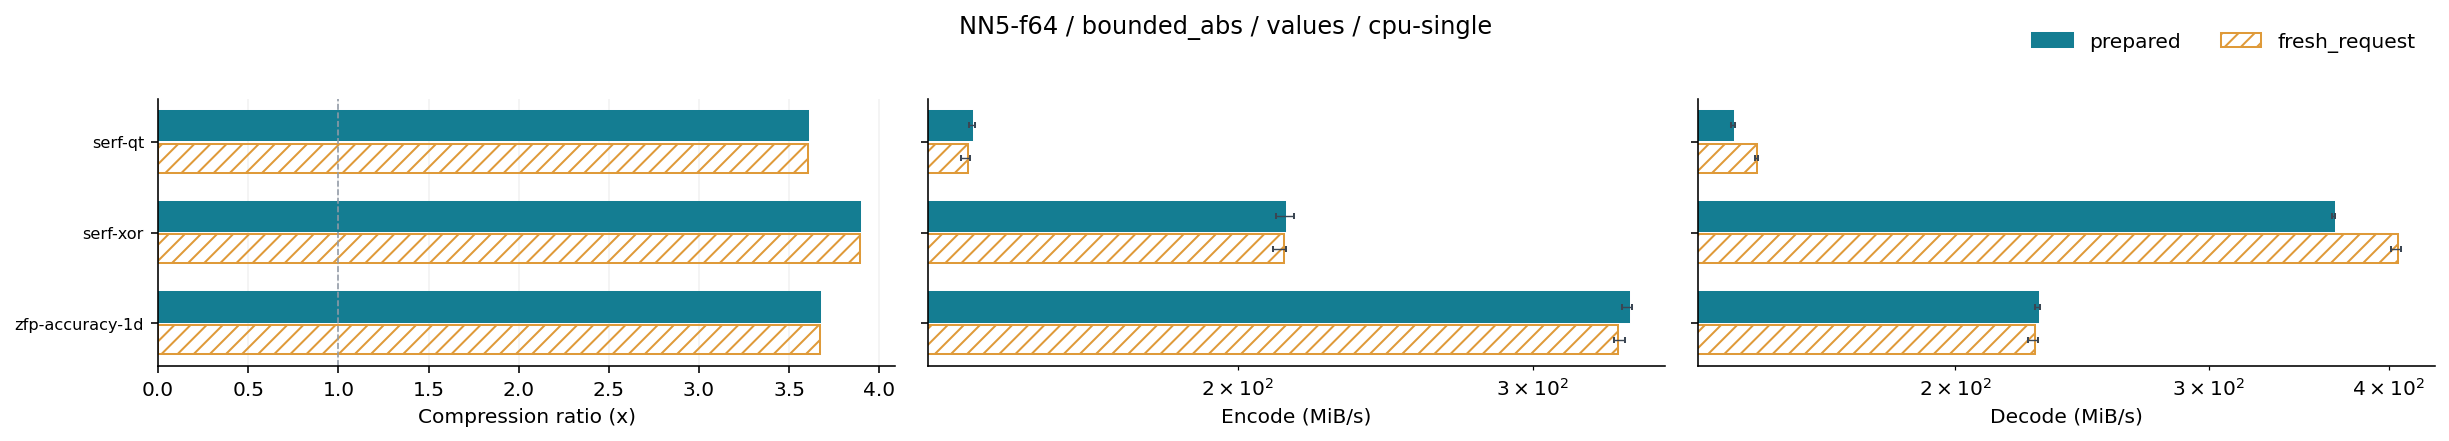 NN5-f64 / bounded_abs / values / cpu-single
prepared
fresh_request
serf-qt
serf-xor
zfp-accuracy-1d
0.0 0.5 1.0 1.5 2.0 2.5 3.0 3.5 4.0
Compression ratio (x)
2 × 10² 3 × 10²
Encode (MiB/s)
2 × 10² 3 × 10² 4 × 10²
Decode (MiB/s)